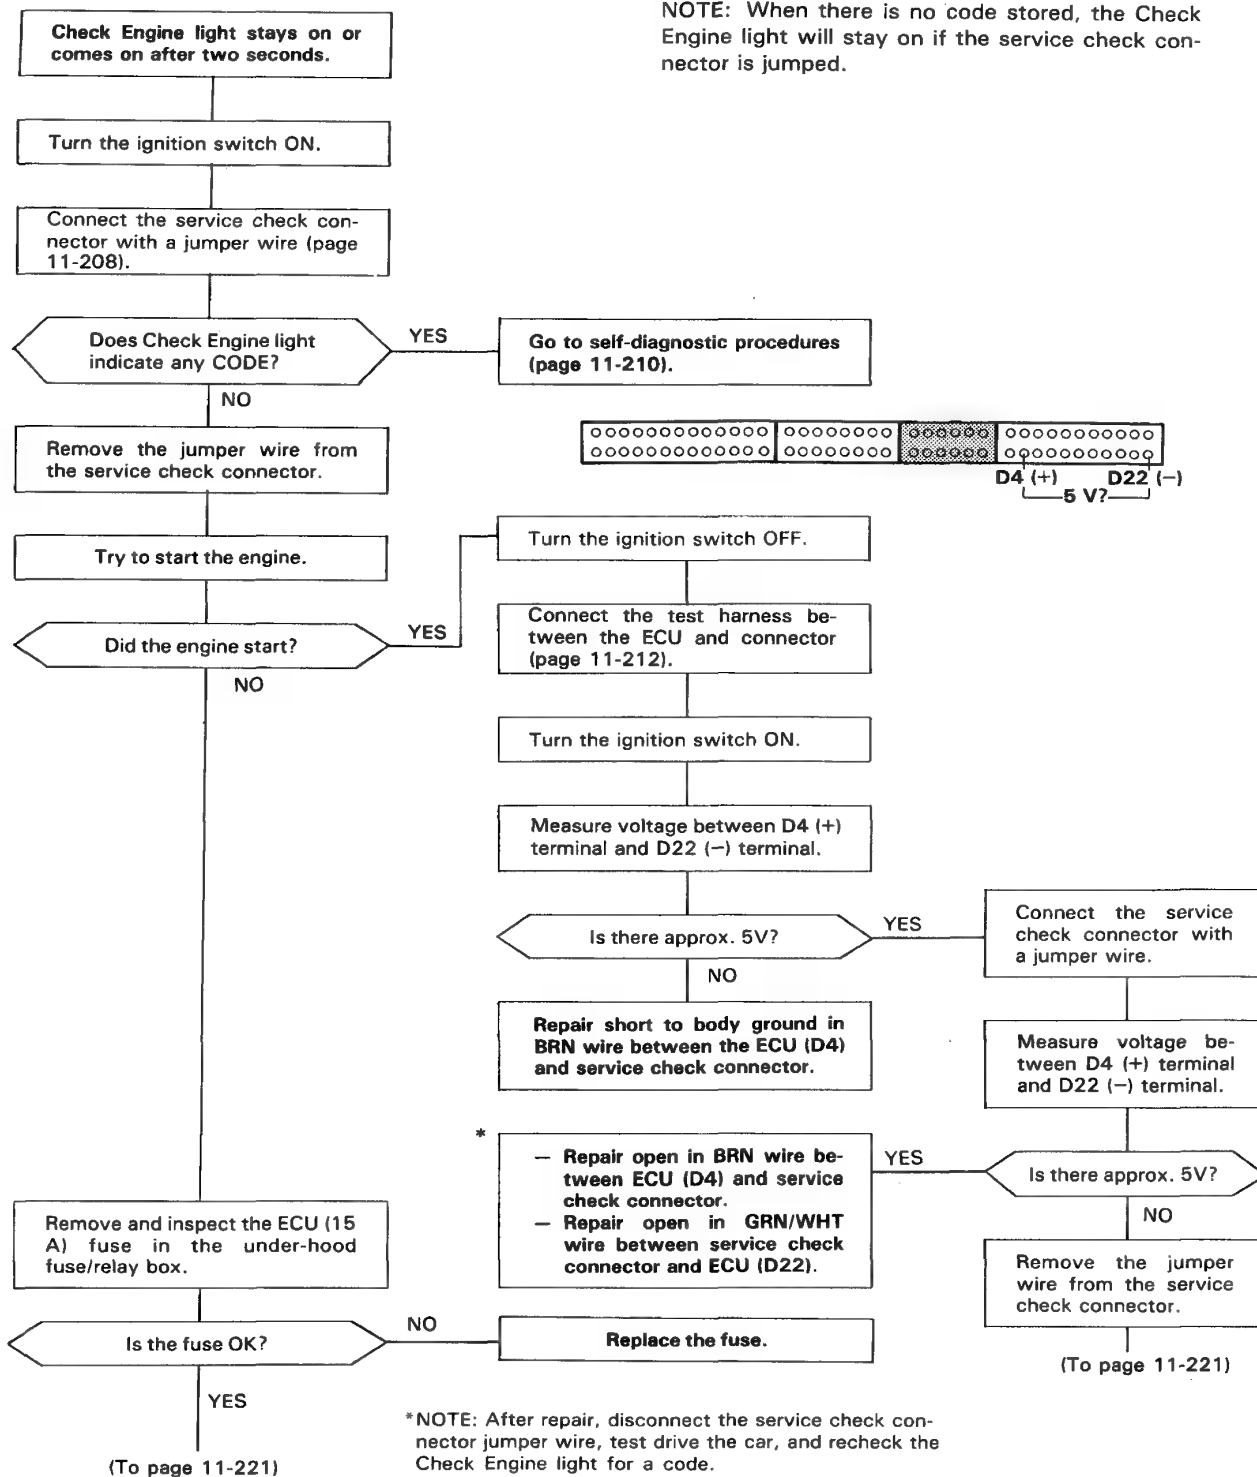 Check Engine light stays on or
comes on after two seconds.
NOTE: When there is no code stored, the Check
Engine light will stay on if the service check con-
nector is jumped.
Turn the ignition switch ON.
Connect the service check con-
nector with a jumper wire (page
11-208).
Does Check Engine light
indicate any CODE?
YES
Go to self-diagnostic procedures
(page 11-210).
NO
Remove the jumper wire from
the service check connector.
D4 (+)
D22 (−)
5 V?
Try to start the engine.
Did the engine start?
YES
NO
Turn the ignition switch OFF.
Connect the test harness be-
tween the ECU and connector
(page 11-212).
Turn the ignition switch ON.
Measure voltage between D4 (+)
terminal and D22 (−) terminal.
Is there approx. 5V?
YES
NO
Repair short to body ground in
BRN wire between the ECU (D4)
and service check connector.
Connect the service
check connector with
a jumper wire.
Measure voltage be-
tween D4 (+) terminal
and D22 (−) terminal.
Is there approx. 5V?
YES
NO
*
— Repair open in BRN wire be-
tween ECU (D4) and service
check connector.
— Repair open in GRN/WHT
wire between service check
connector and ECU (D22).
Remove the jumper
wire from the service
check connector.
(To page 11-221)
Remove and inspect the ECU (15
A) fuse in the under-hood
fuse/relay box.
Is the fuse OK?
NO
Replace the fuse.
YES
(To page 11-221)
*NOTE: After repair, disconnect the service check con-
nector jumper wire, test drive the car, and recheck the
Check Engine light for a code.